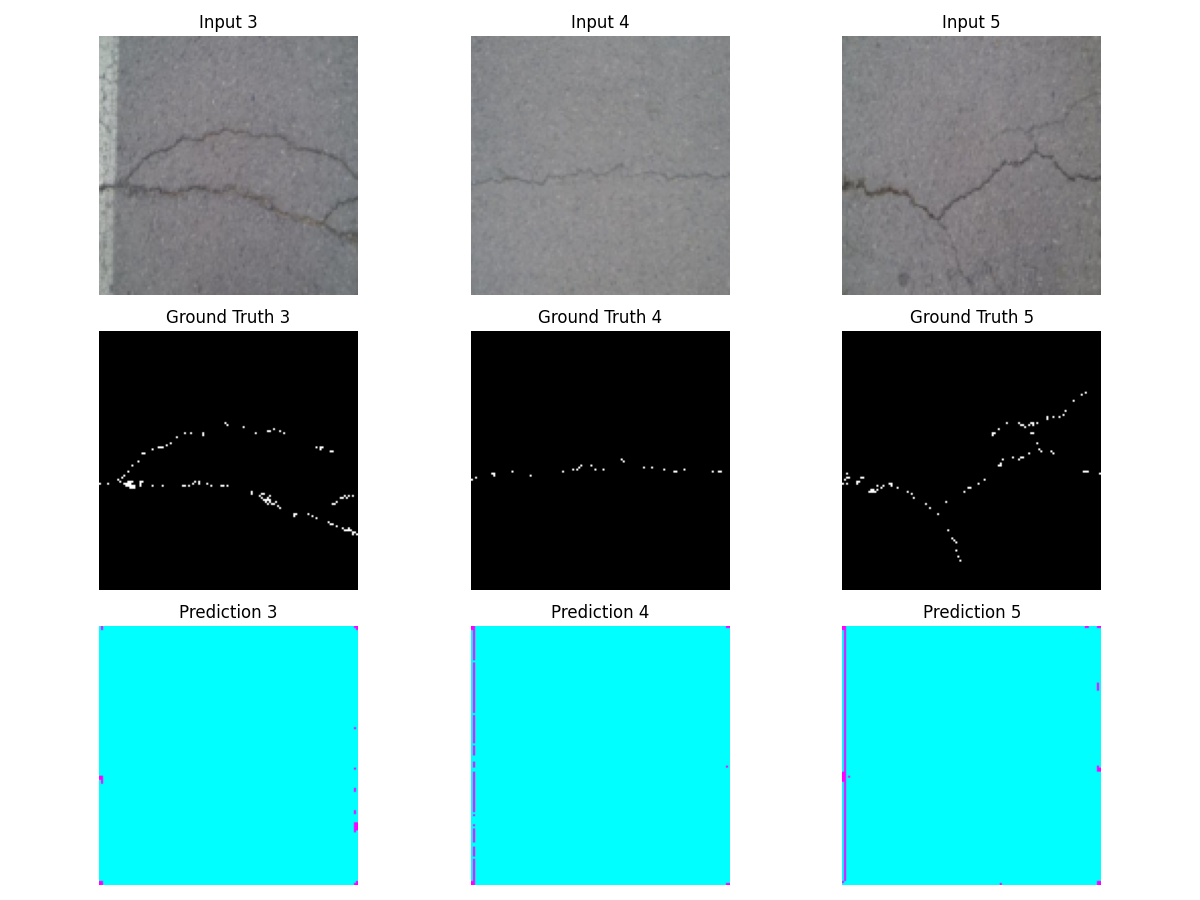 Input 3
Input 4
Input 5
Ground Truth 3
Ground Truth 4
Ground Truth 5
Prediction 3
Prediction 4
Prediction 5